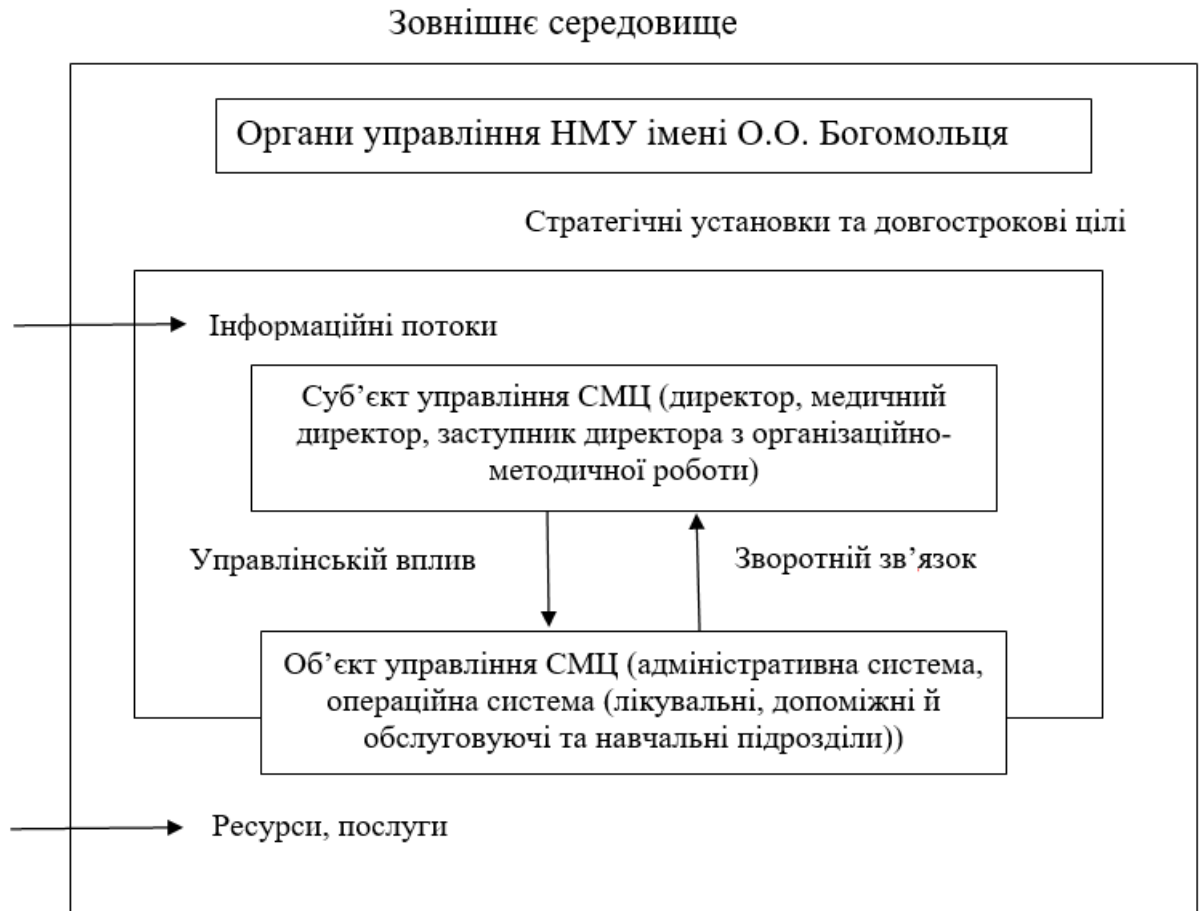 Зовнішнє середовище
Органи управління НМУ імені О.О. Богомольця
Стратегічні установки та довгострокові цілі
Інформаційні потоки
Суб’єкт управління СМЦ (директор, медичний
директор, заступник директора з організаційно-
методичної роботи)
Управлінській вплив
Зворотній зв’язок
Об’єкт управління СМЦ (адміністративна система,
операційна система (лікувальні, допоміжні й
обслуговуючі та навчальні підрозділи))
Ресурси, послуги